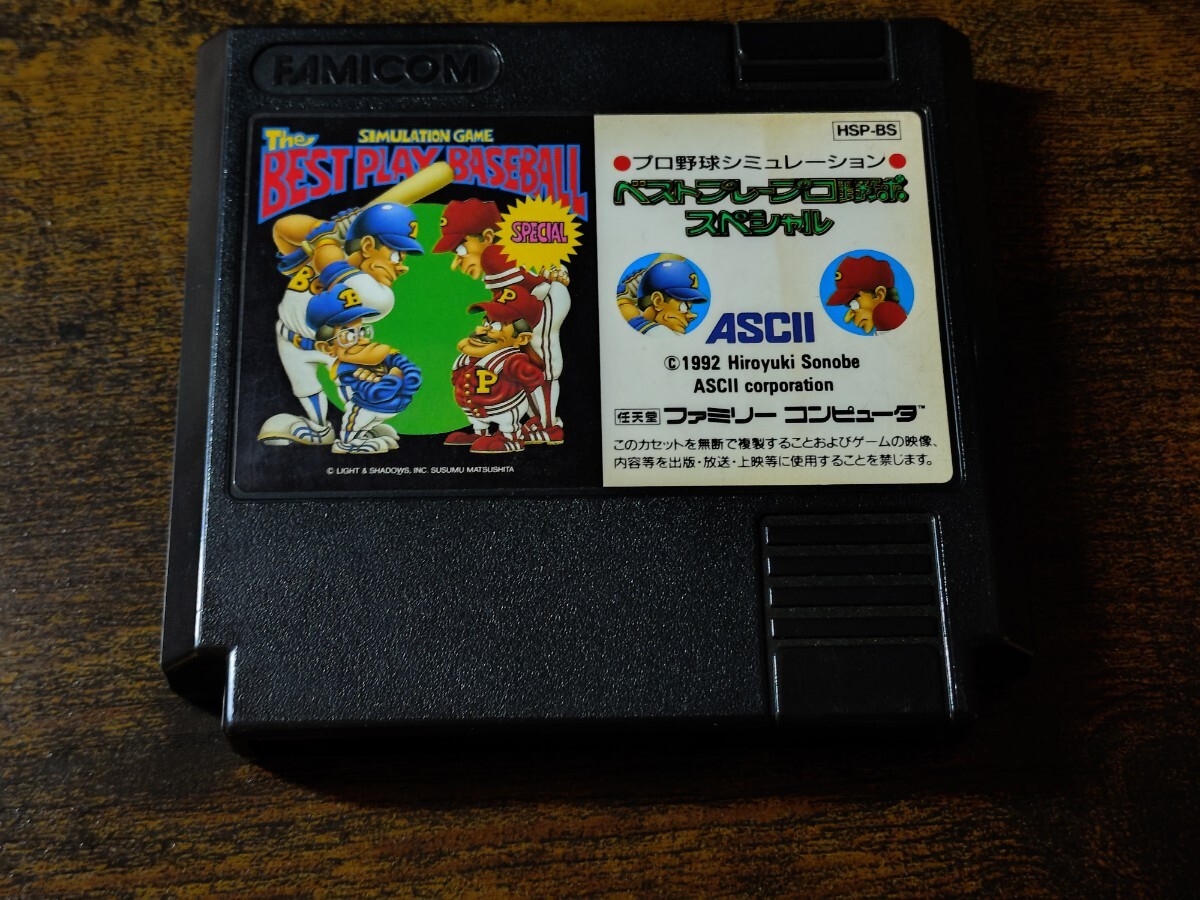 FAMICOM
The
SIMULATION GAME
BEST PLAY BASEBALL
SPECIAL
B
B
P
P
© LIGHT & SHADOWS, INC. SUSUMU MATSUSHITA
HSP-BS
●プロ野球シミュレーション●
ベストプレープロ野球
スペシャル
ASCII
©1992 Hiroyuki Sonobe
ASCII corporation
任天堂 ファミリー コンピュータ™
このカセットを無断で複製することおよびゲームの映像、
内容等を出版・放送・上映等に使用することを禁じます。